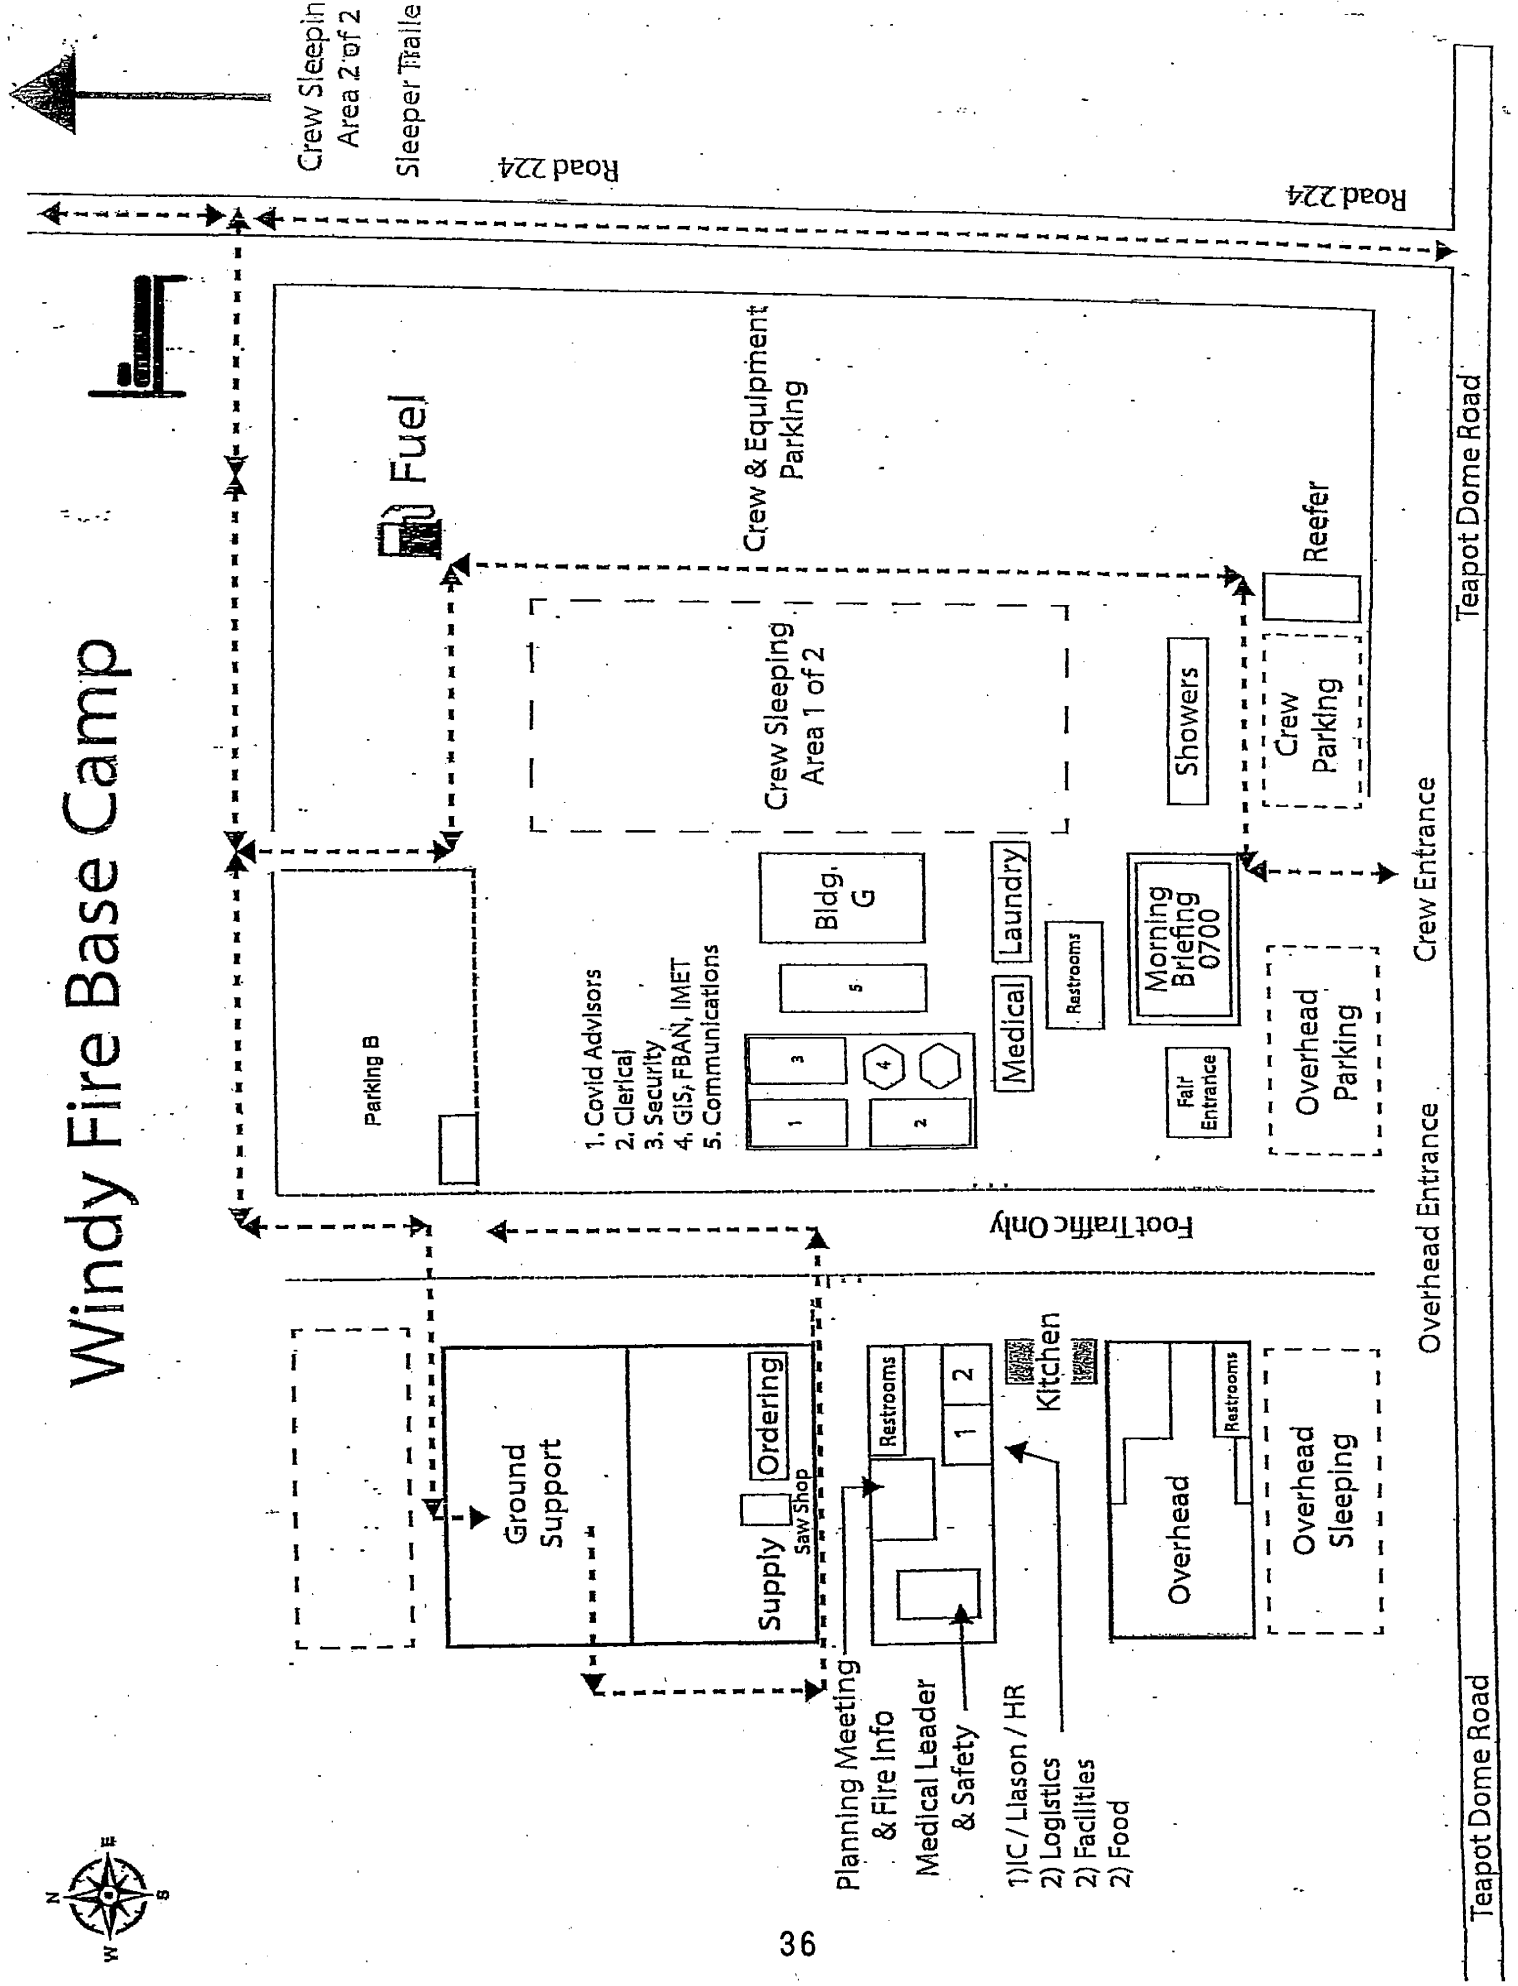 Windy Fire Base Camp
N
W
E
S
Crew Sleepin
Area 2 of 2
Sleeper Traile
Road 224
Road 224
Fuel
Crew & Equipment
Parking
Parking B
Crew Sleeping
Area 1 of 2
1. Covid Advisors
2. Clerical
3. Security
4. GIS, FBAN, IMET
5. Communications
Bldg.
G
5
3
4
1
2
Laundry
Medical
Restrooms
Showers
Morning
Briefing
0700
Fair
Entrance
Reefer
Crew
Parking
Overhead
Parking
Foot Traffic Only
Ground
Support
Ordering
Supply
Saw Shop
Restrooms
1
2
Kitchen
Planning Meeting
& Fire Info
Medical Leader
& Safety
1)IC / Liason / HR
2) Logistics
2) Facilities
2) Food
Overhead
Restrooms
Overhead
Sleeping
Overhead Entrance
Crew Entrance
Teapot Dome Road
Teapot Dome Road
36